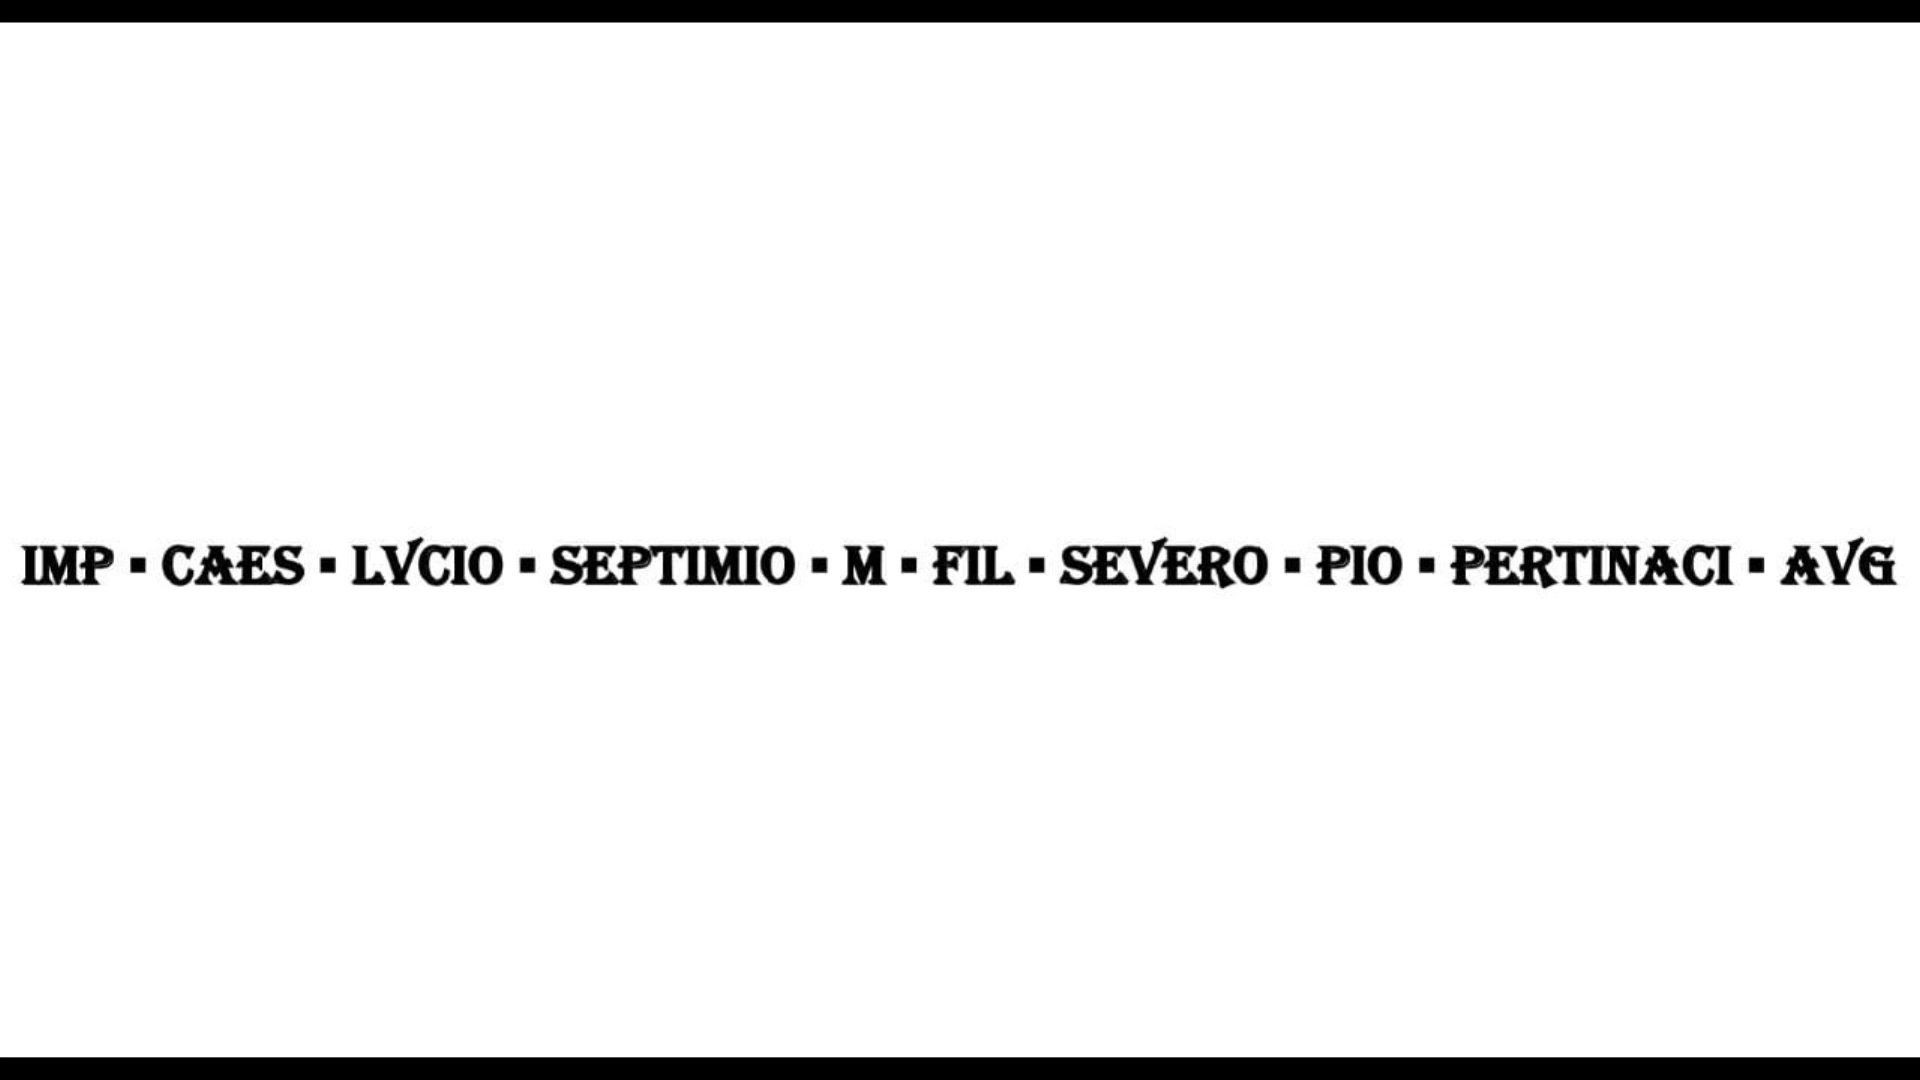 IMP ▪ CAES ▪ LVCIO ▪ SEPTIMIO ▪ M ▪ FIL ▪ SEVERO ▪ PIO ▪ PERTINACI ▪ AVG